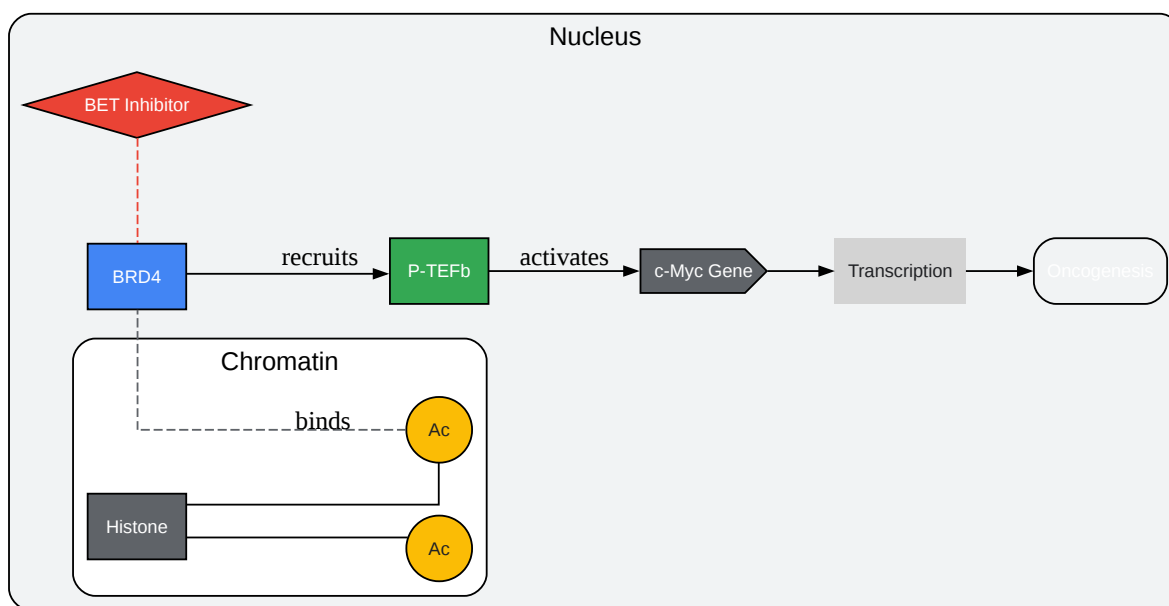 Nucleus
BET Inhibitor
BRD4
recruits
P-TEFb
activates
c-Myc Gene
Transcription
Oncogenesis
Chromatin
binds
Ac
Histone
Ac